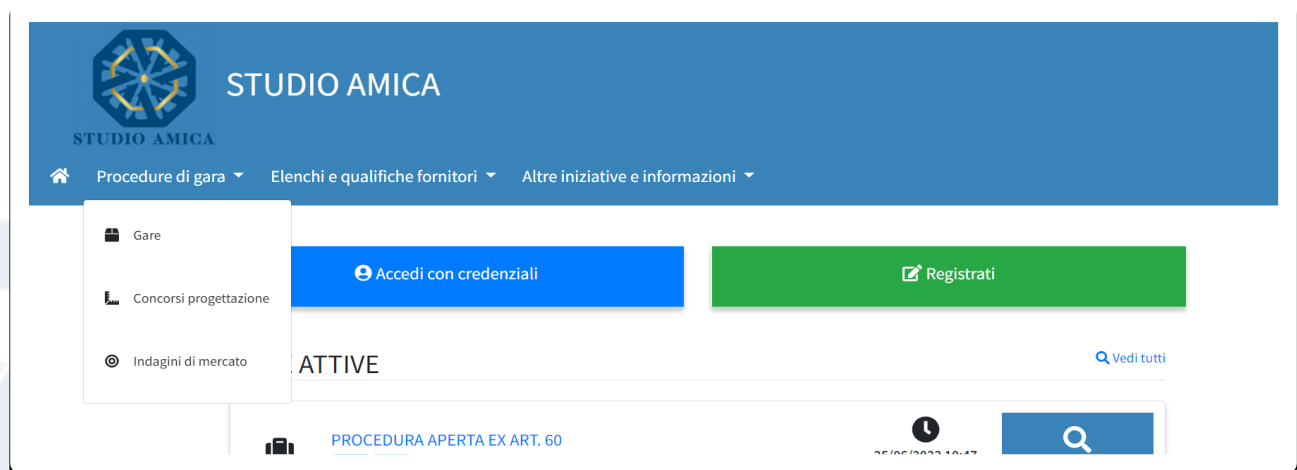 STUDIO AMICA
STUDIO AMICA
Procedure di gara Elenchi e qualifiche fornitori Altre iniziative e informazioni
Gare
Concorsi progettazione
Indagini di mercato
Accedi con credenziali
Registrati
ATTIVE
Vedi tutti
PROCEDURA APERTA EX ART. 60